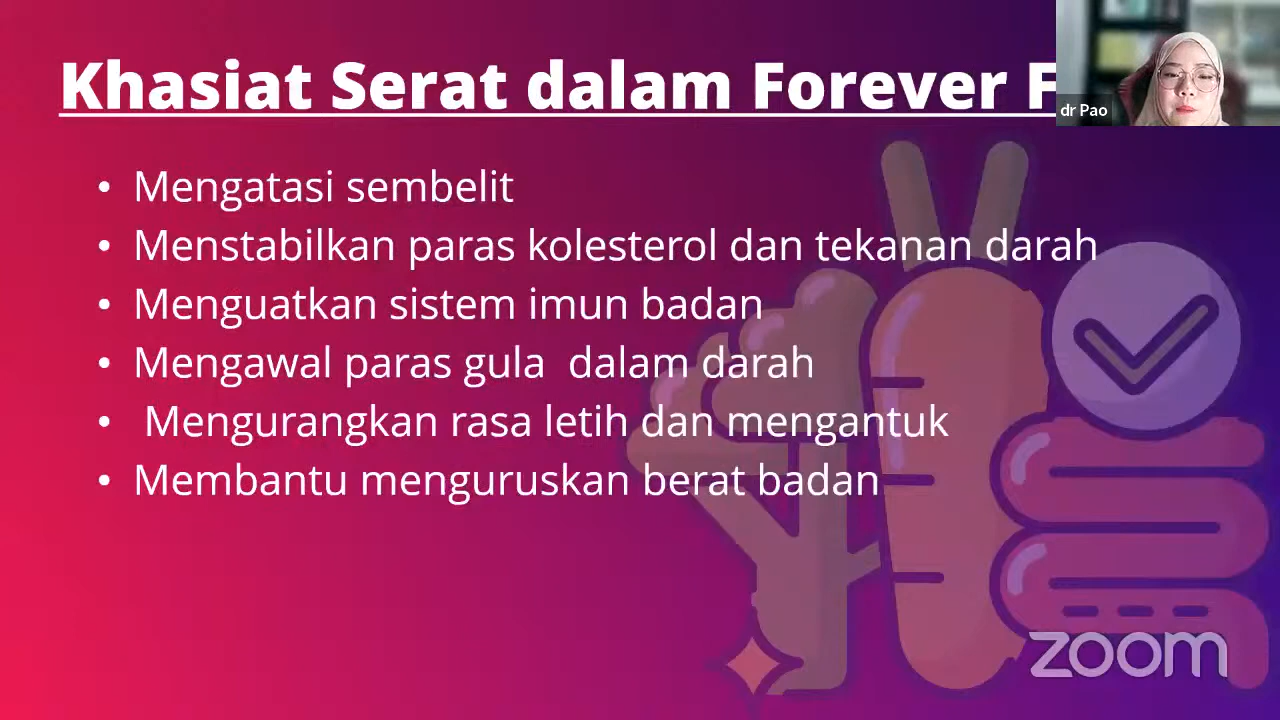 Khasiat Serat dalam Forever F
dr Pao
• Mengatasi sembelit
• Menstabilkan paras kolesterol dan tekanan darah
• Menguatkan sistem imun badan
• Mengawal paras gula  dalam darah
•  Mengurangkan rasa letih dan mengantuk
• Membantu menguruskan berat badan
zoom